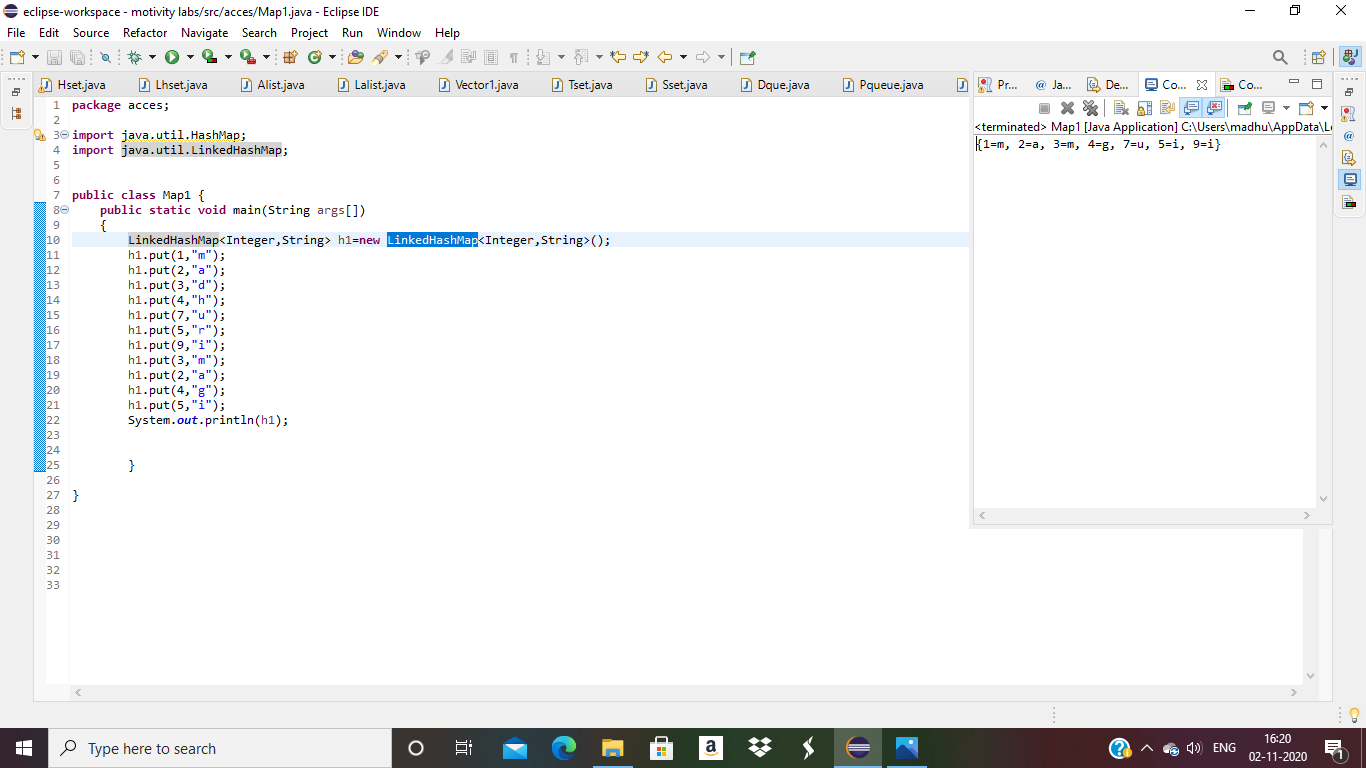 eclipse-workspace - motivity labs/src/acces/Map1.java - Eclipse IDE
File Edit Source Refactor Navigate Search Project Run Window Help
Hset.java Lhset.java Alist.java Lalist.java Vector1.java Tset.java Sset.java Dque.java Pqueue.java
Pr... Ja... De... Co... Co...
<terminated> Map1 [Java Application] C:\Users\madhu\AppData\Lo
{1=m, 2=a, 3=m, 4=g, 7=u, 5=i, 9=i}
1 package acces;
2
3 import java.util.HashMap;
4 import java.util.LinkedHashMap;
5
6
7 public class Map1 {
8 public static void main(String args[])
9 {
10 LinkedHashMap<Integer,String> h1=new LinkedHashMap<Integer,String>();
11 h1.put(1,"m");
12 h1.put(2,"a");
13 h1.put(3,"d");
14 h1.put(4,"h");
15 h1.put(7,"u");
16 h1.put(5,"r");
17 h1.put(9,"i");
18 h1.put(3,"m");
19 h1.put(2,"a");
20 h1.put(4,"g");
21 h1.put(5,"i");
22 System.out.println(h1);
23
24
25 }
26
27 }
28
29
30
31
32
33
Type here to search
ENG
16:20
02-11-2020
1